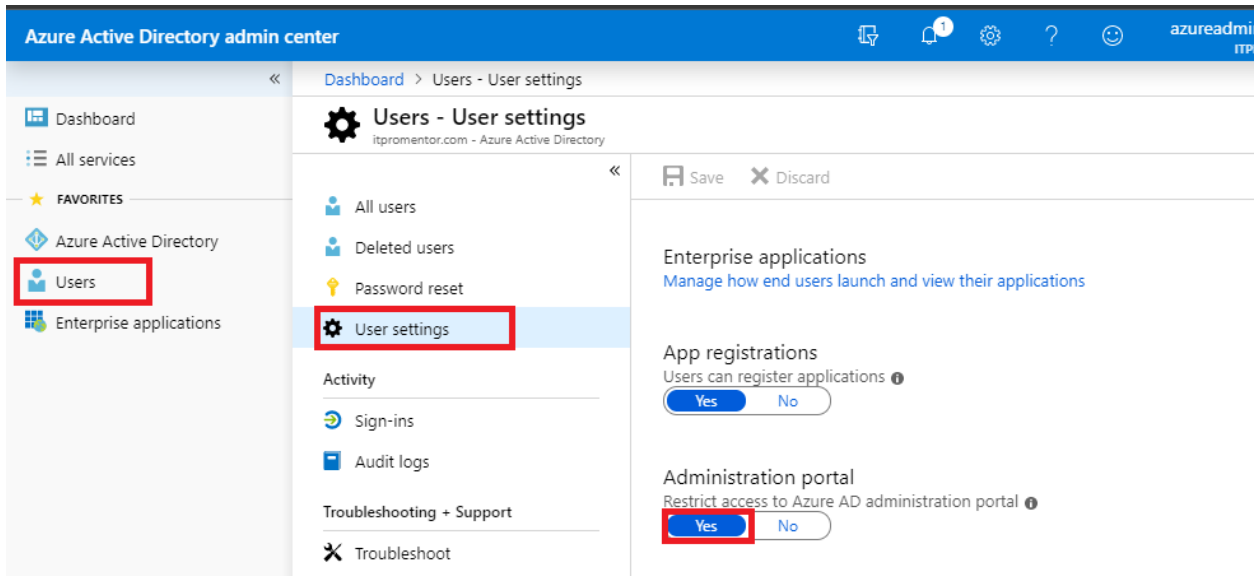 Azure Active Directory admin center
1
azureadmi
Dashboard
All services
FAVORITES
Azure Active Directory
Users
Enterprise applications
Dashboard > Users - User settings
Users - User settings
itpromentor.com - Azure Active Directory
All users
Deleted users
Password reset
User settings
Activity
Sign-ins
Audit logs
Troubleshooting + Support
Troubleshoot
Save Discard
Enterprise applications
Manage how end users launch and view their applications
App registrations
Users can register applications
Yes No
Administration portal
Restrict access to Azure AD administration portal
Yes No